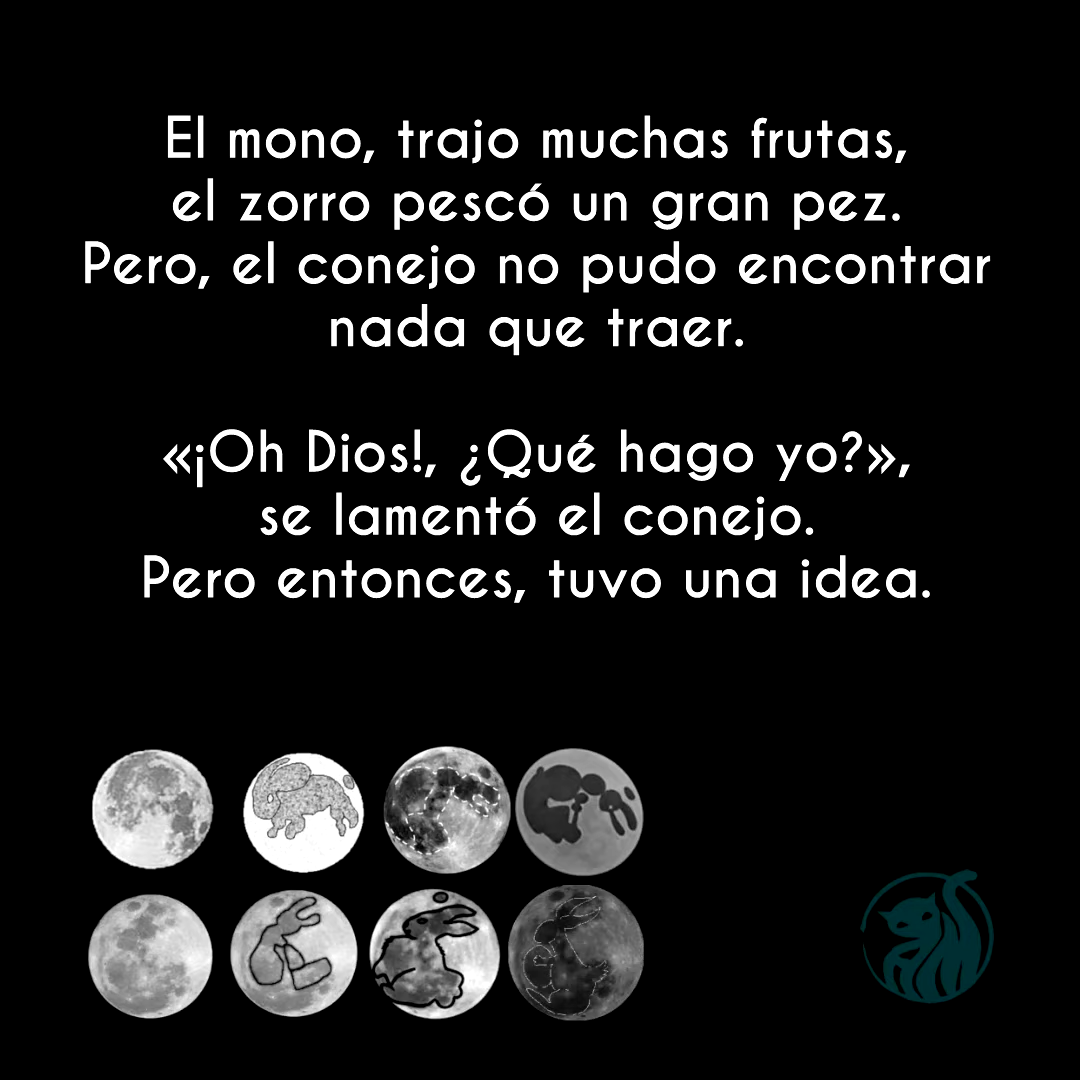 El mono, trajo muchas frutas,
el zorro pescó un gran pez.
Pero, el conejo no pudo encontrar
nada que traer.
«¡Oh Dios!, ¿Qué hago yo?»,
se lamentó el conejo.
Pero entonces, tuvo una idea.